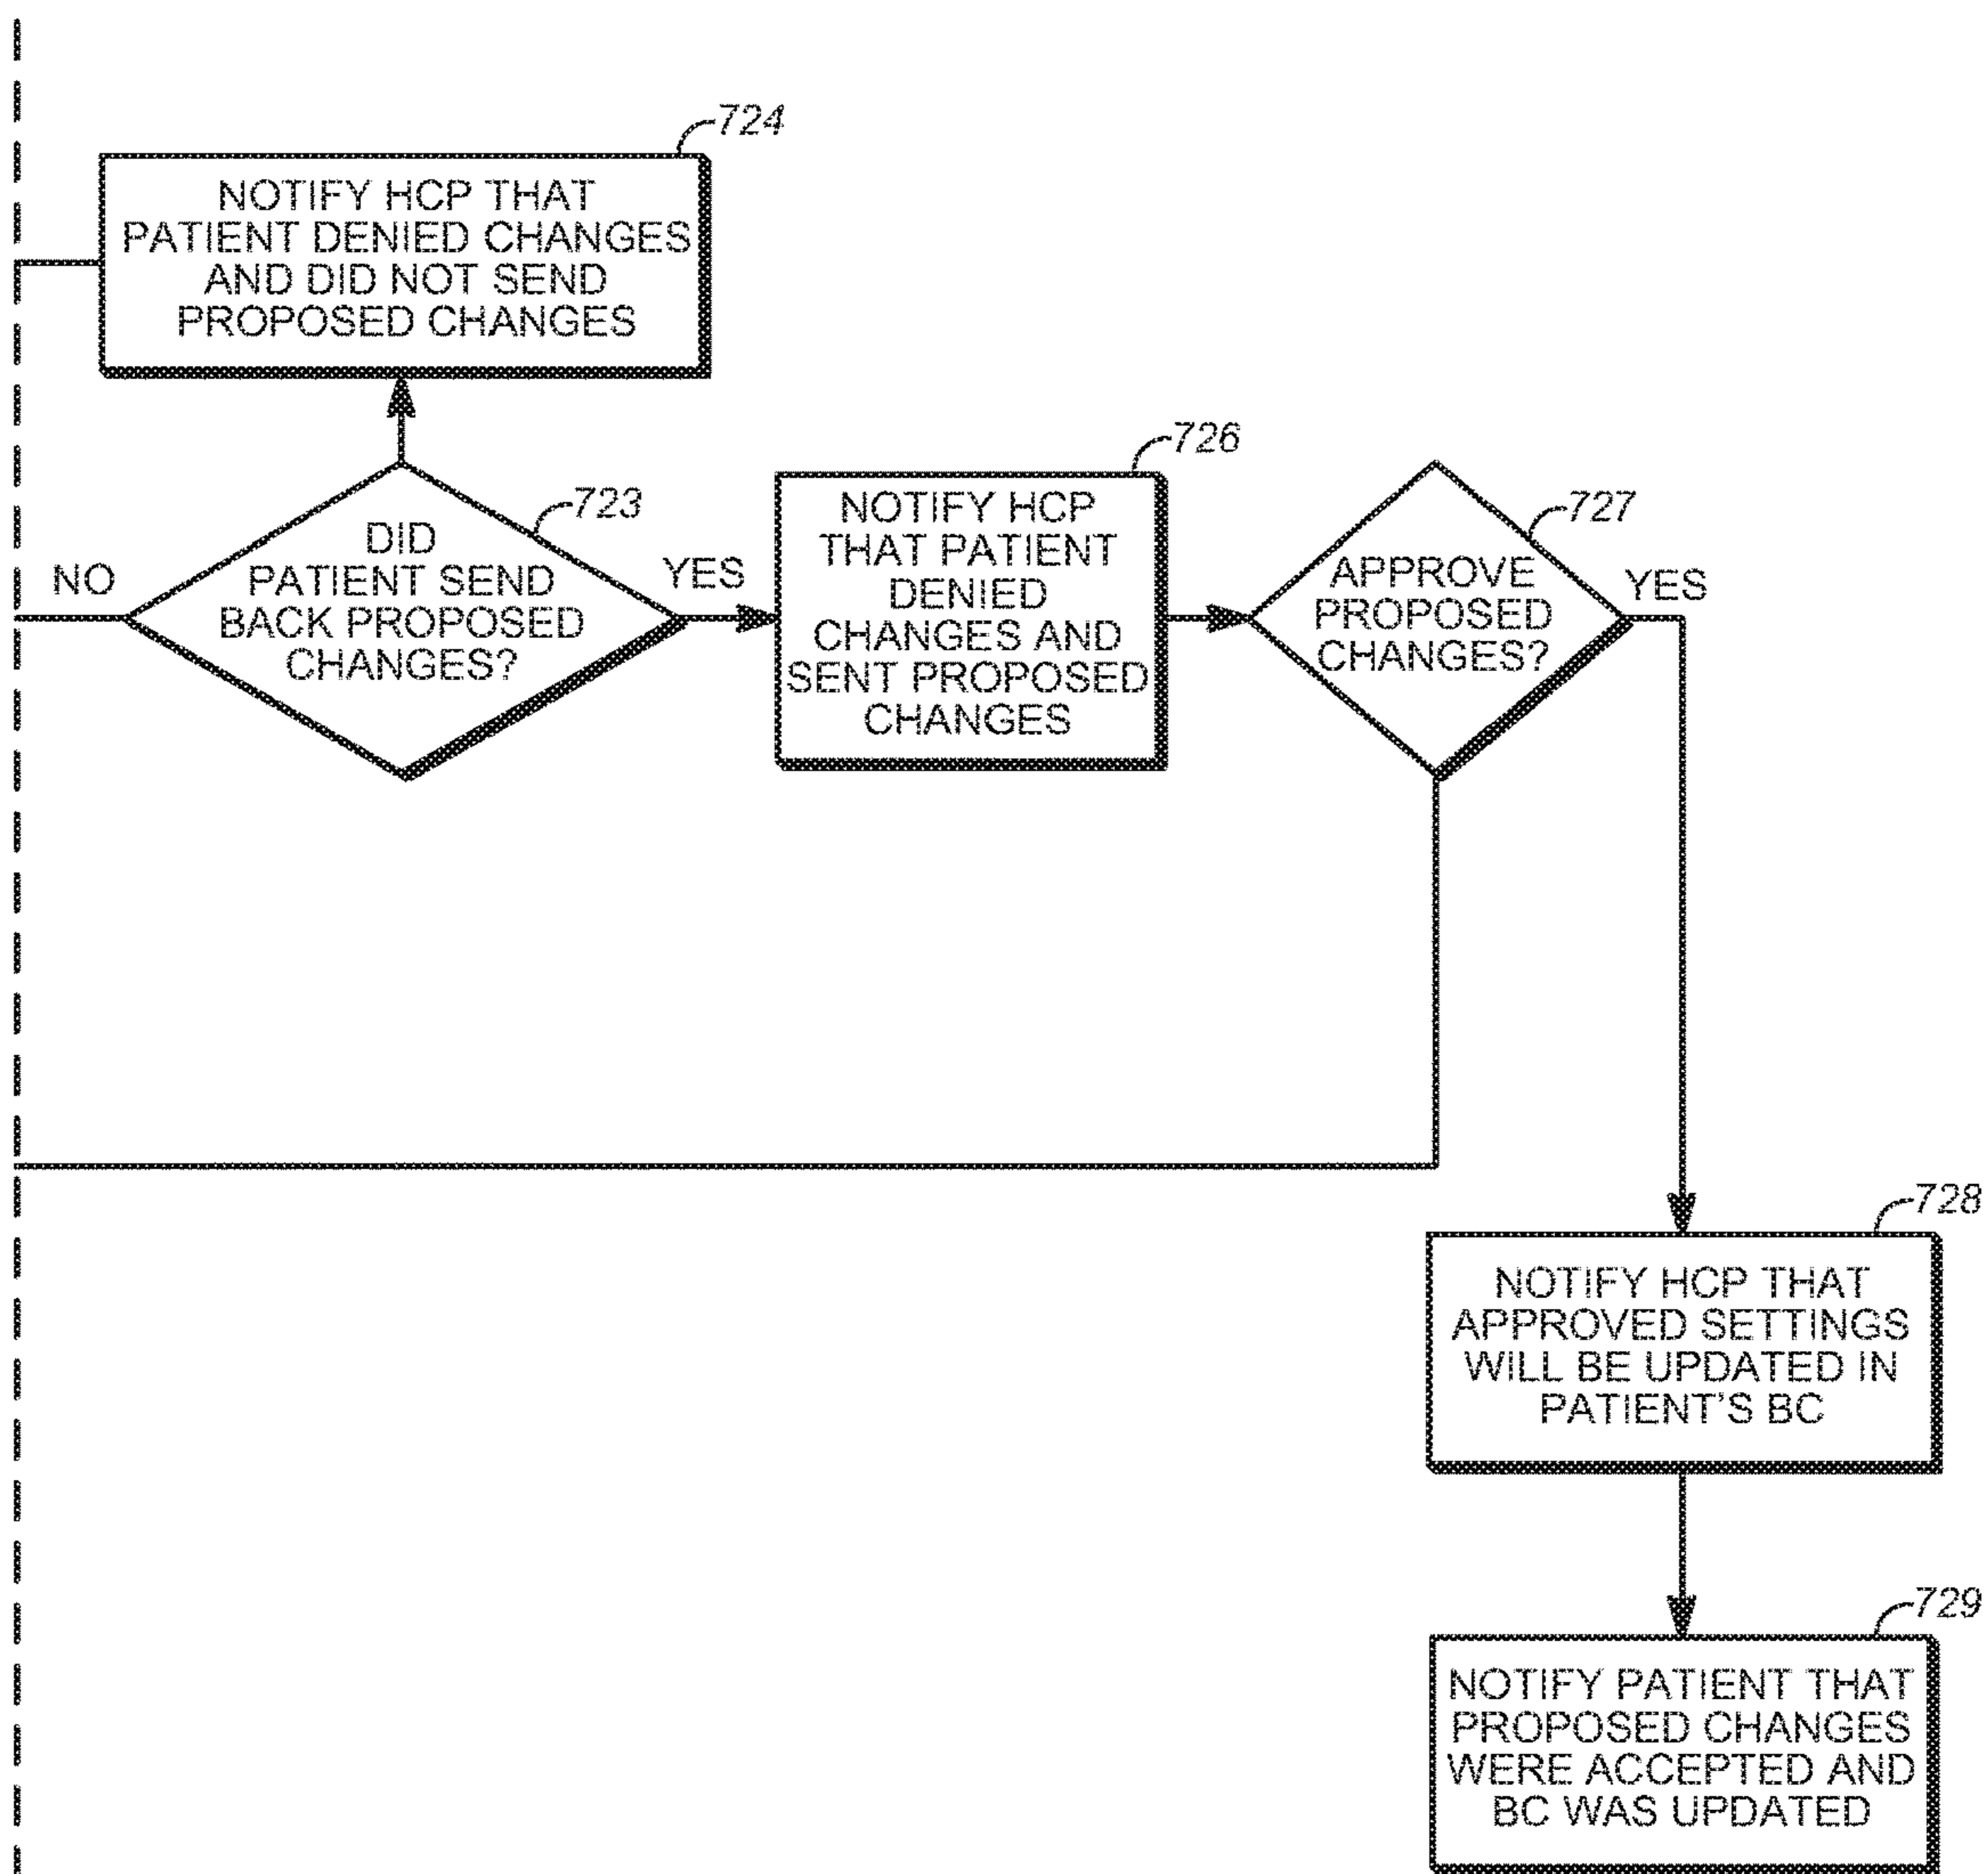 724
NOTIFY HCP THAT
PATIENT DENIED CHANGES
AND DID NOT SEND
PROPOSED CHANGES
723
DID
PATIENT SEND
BACK PROPOSED
CHANGES?
NO
YES
726
NOTIFY HCP
THAT PATIENT
DENIED
CHANGES AND
SENT PROPOSED
CHANGES
727
APPROVE
PROPOSED
CHANGES?
YES
728
NOTIFY HCP THAT
APPROVED SETTINGS
WILL BE UPDATED IN
PATIENT'S BC
729
NOTIFY PATIENT THAT
PROPOSED CHANGES
WERE ACCEPTED AND
BC WAS UPDATED